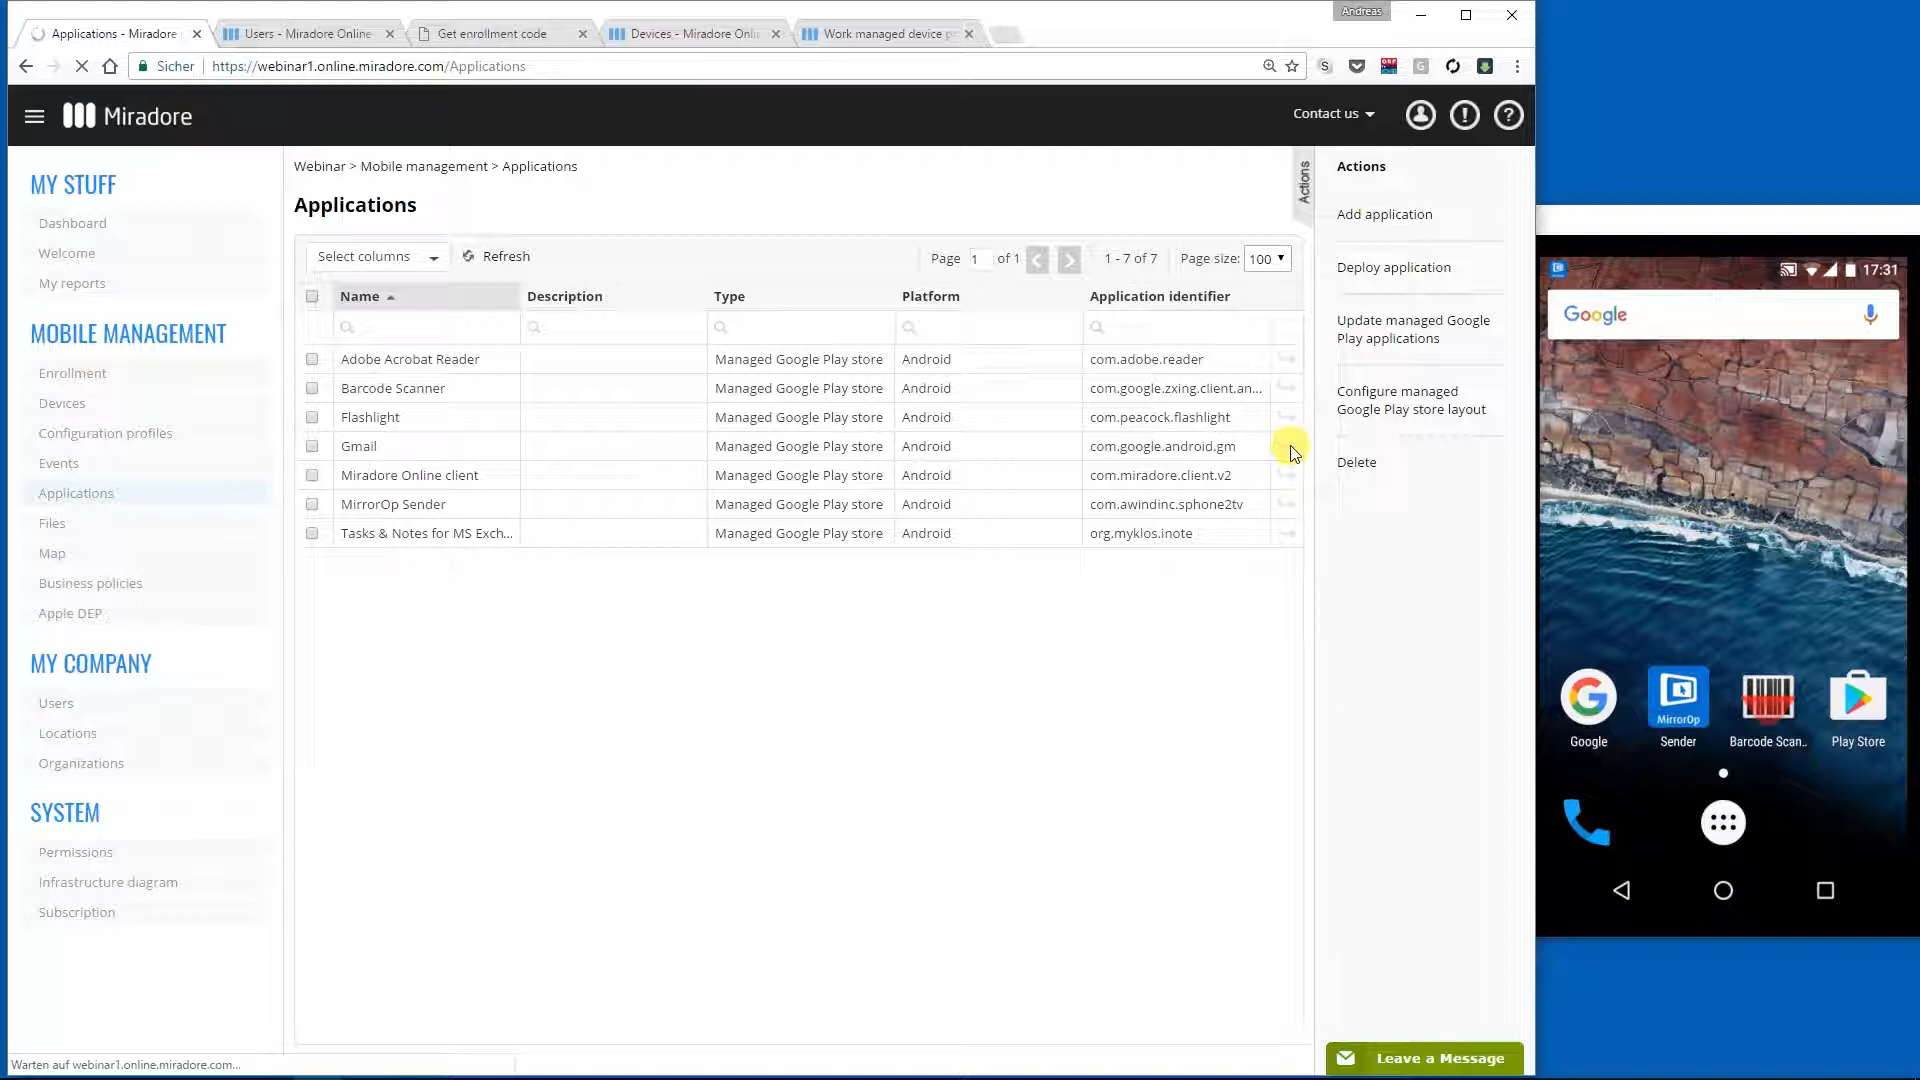 Andreas
Applications - Miradore
Users - Miradore Online
Get enrollment code
Devices - Miradore Onli
Work managed device p
Sicher
https://webinar1.online.miradore.com/Applications
Miradore
Contact us
MY STUFF
Dashboard
Welcome
My reports
MOBILE MANAGEMENT
Enrollment
Devices
Configuration profiles
Events
Applications
Files
Map
Business policies
Apple DEP
MY COMPANY
Users
Locations
Organizations
SYSTEM
Permissions
Infrastructure diagram
Subscription
Webinar > Mobile management > Applications
Applications
Select columns
Refresh
Page 1 of 1
1 - 7 of 7
Page size: 100
Name Description Type Platform Application identifier
Adobe Acrobat Reader Managed Google Play store Android com.adobe.reader
Barcode Scanner Managed Google Play store Android com.google.zxing.client.an...
Flashlight Managed Google Play store Android com.peacock.flashlight
Gmail Managed Google Play store Android com.google.android.gm
Miradore Online client Managed Google Play store Android com.miradore.client.v2
MirrorOp Sender Managed Google Play store Android com.awindinc.sphone2tv
Tasks & Notes for MS Exch... Managed Google Play store Android org.myklos.inote
Actions
Actions
Add application
Deploy application
Update managed Google
Play applications
Configure managed
Google Play store layout
Delete
Leave a Message
Warten auf webinar1.online.miradore.com...
17:31
Google
MirrorOp
Google
Sender
Barcode Scan..
Play Store